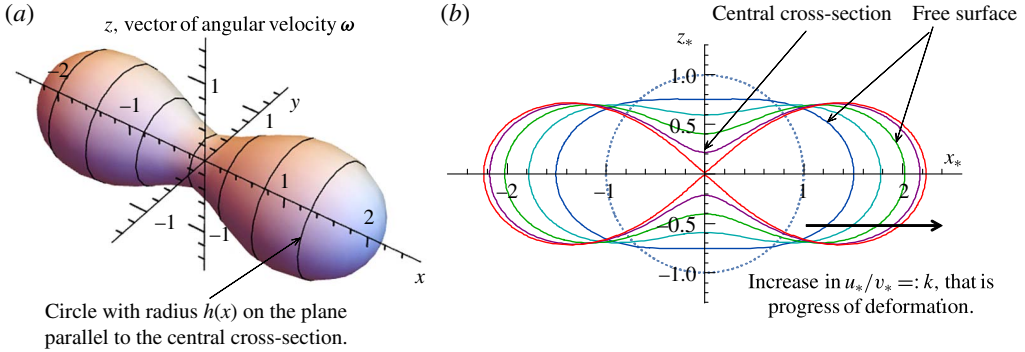 (a)
z, vector of angular velocity ω
−2
−1
1
y
1
1
2
−1
−1
x
Circle with radius h(x) on the plane
parallel to the central cross-section.
(b)
Central cross-section
Free surface
z*
1.0
0.5
x*
−2
−1
1
2
−0.5
−1.0
Increase in u*/v* =: k, that is
progress of deformation.